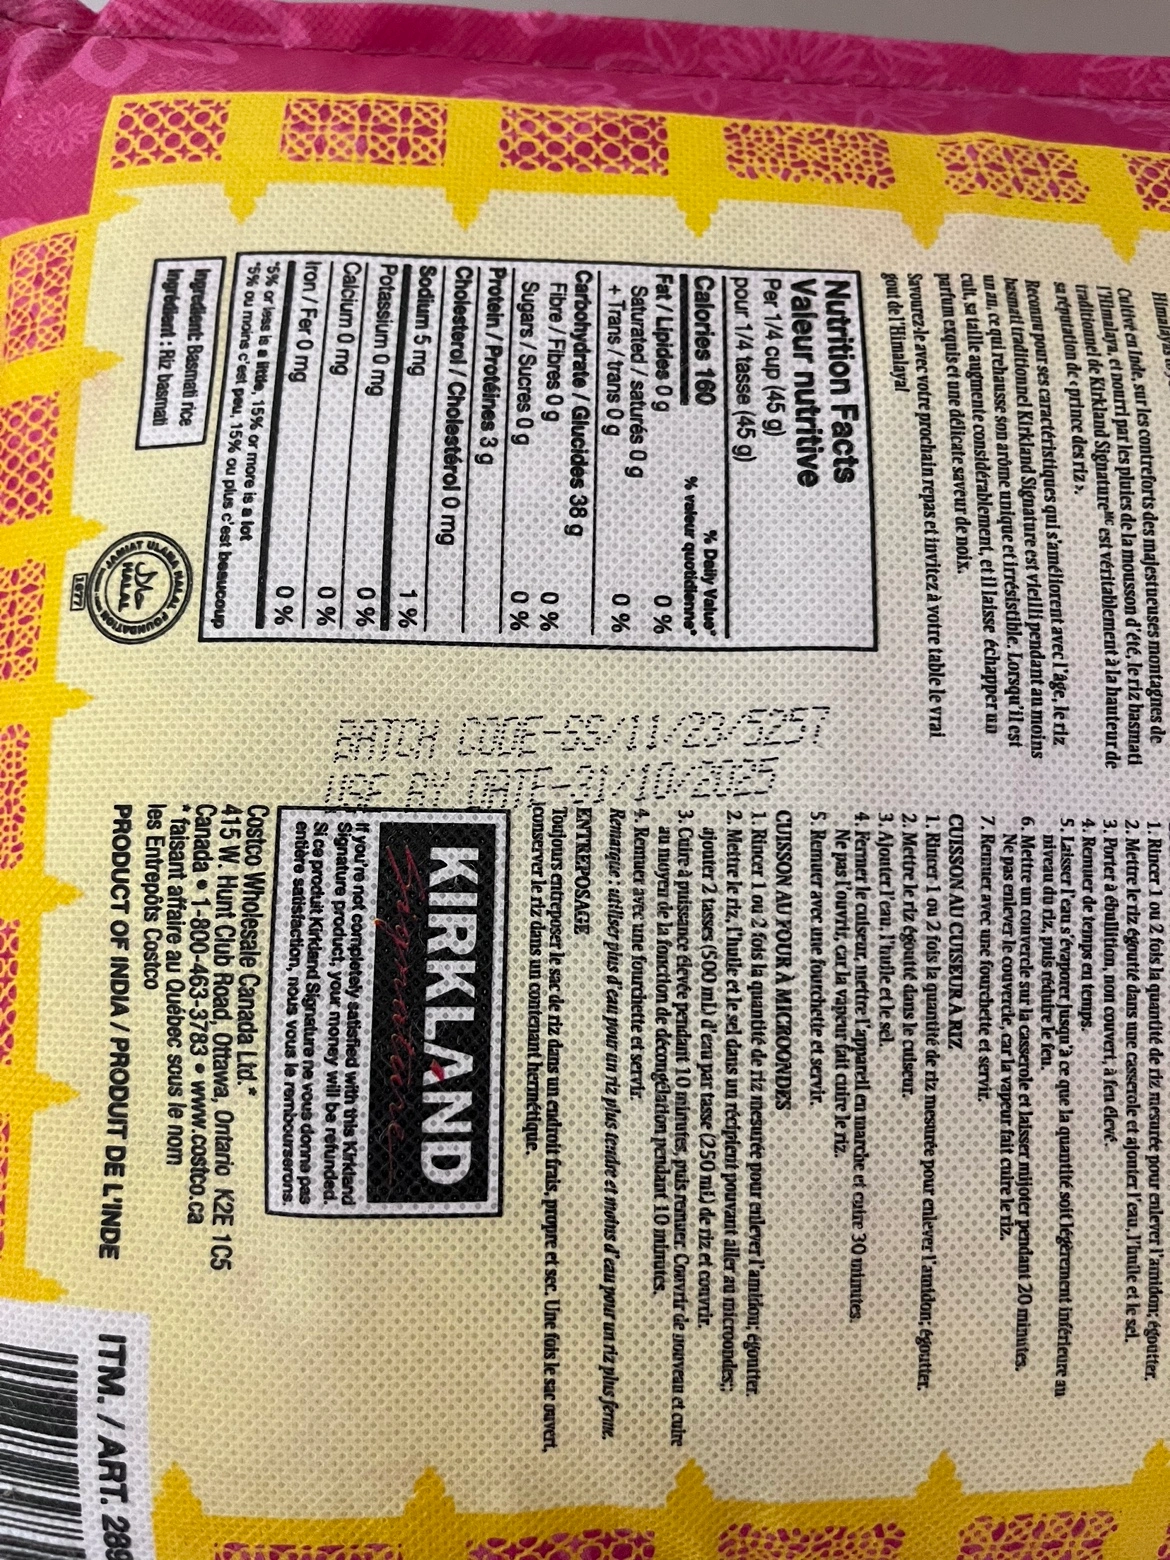 Himalaya
Cultivé en Inde, sur les contreforts des majestueuses montagnes de
l'Himalaya, et nourri par les pluies de la mousson d'été, le riz basmati
traditionnel de Kirkland Signature MC est véritablement à la hauteur de
sa réputation de « prince des riz ».
Reconnu pour ses caractéristiques qui s'améliorent avec l'âge, le riz
basmati traditionnel Kirkland Signature est vieilli pendant au moins
un an, ce qui rehausse son arôme unique et irrésistible. Lorsqu'il est
cuit, sa taille augmente considérablement, et il laisse échapper un
parfum exquis et une délicate saveur de noix.
Savourez-le avec votre prochain repas et invitez à votre table le vrai
goût de l'Himalaya!
Nutrition Facts
Valeur nutritive
Per 1/4 cup (45 g)
pour 1/4 tasse (45 g)
Calories 160
% Daily Value*
% valeur quotidienne*
Fat / Lipides 0 g 0 %
Saturated / saturés 0 g
+ Trans / trans 0 g 0 %
Carbohydrate / Glucides 38 g
Fibre / Fibres 0 g 0 %
Sugars / Sucres 0 g 0 %
Protein / Protéines 3 g
Cholesterol / Cholestérol 0 mg
Sodium 5 mg 1 %
Potassium 0 mg 0 %
Calcium 0 mg 0 %
Iron / Fer 0 mg 0 %
*5% or less is a little, 15% or more is a lot
*5% ou moins c'est peu, 15% ou plus c'est beaucoup
Ingredient: Basmati rice
Ingrédient : Riz basmati
JAMIAT ULAMA HALAL FOUNDATION
HALAL
1077
BATCH CODE-SS/11/23/5257
USE BY DATE-31/10/2025
1. Rincer 1 ou 2 fois la quantité de riz mesurée pour enlever l'amidon; égoutter.
2. Mettre le riz égoutté dans une casserole et ajouter l'eau, l'huile et le sel.
3. Porter à ébullition, non couvert, à feu élevé.
4. Remuer de temps en temps.
5. Laisser l'eau s'évaporer jusqu'à ce que la quantité soit légèrement inférieure au
niveau du riz, puis réduire le feu.
6. Mettre un couvercle sur la casserole et laisser mijoter pendant 20 minutes.
Ne pas enlever le couvercle, car la vapeur fait cuire le riz.
7. Remuer avec une fourchette et servir.
CUISSON AU CUISEUR À RIZ
1. Rincer 1 ou 2 fois la quantité de riz mesurée pour enlever l'amidon; égoutter.
2. Mettre le riz égoutté dans le cuiseur.
3. Ajouter l'eau, l'huile et le sel.
4. Fermer le cuiseur, mettre l'appareil en marche et cuire 30 minutes.
Ne pas l'ouvrir, car la vapeur fait cuire le riz.
5. Remuer avec une fourchette et servir.
CUISSON AU FOUR À MICROONDES
1. Rincer 1 ou 2 fois la quantité de riz mesurée pour enlever l'amidon; égoutter.
2. Mettre le riz, l'huile et le sel dans un récipient pouvant aller au microondes;
ajouter 2 tasses (500 mL) d'eau par tasse (250 mL) de riz et couvrir.
3. Cuire à puissance élevée pendant 10 minutes, puis remuer. Couvrir de nouveau et cuire
au moyen de la fonction de décongélation pendant 10 minutes.
4. Remuer avec une fourchette et servir.
Remarque : utiliser plus d'eau pour un riz plus tendre et moins d'eau pour un riz plus ferme.
ENTREPOSAGE
Toujours entreposer le sac de riz dans un endroit frais, propre et sec. Une fois le sac ouvert,
conserver le riz dans un contenant hermétique.
KIRKLAND
Signature
If you're not completely satisfied with this Kirkland
Signature product, your money will be refunded.
Si ce produit Kirkland Signature ne vous donne pas
entière satisfaction, nous vous le rembourserons.
Costco Wholesale Canada Ltd.*
415 W. Hunt Club Road, Ottawa, Ontario K2E 1C5
Canada • 1-800-463-3783 • www.costco.ca
* faisant affaire au Québec sous le nom
les Entrepôts Costco
PRODUCT OF INDIA / PRODUIT DE L'INDE
ITM. / ART. 289